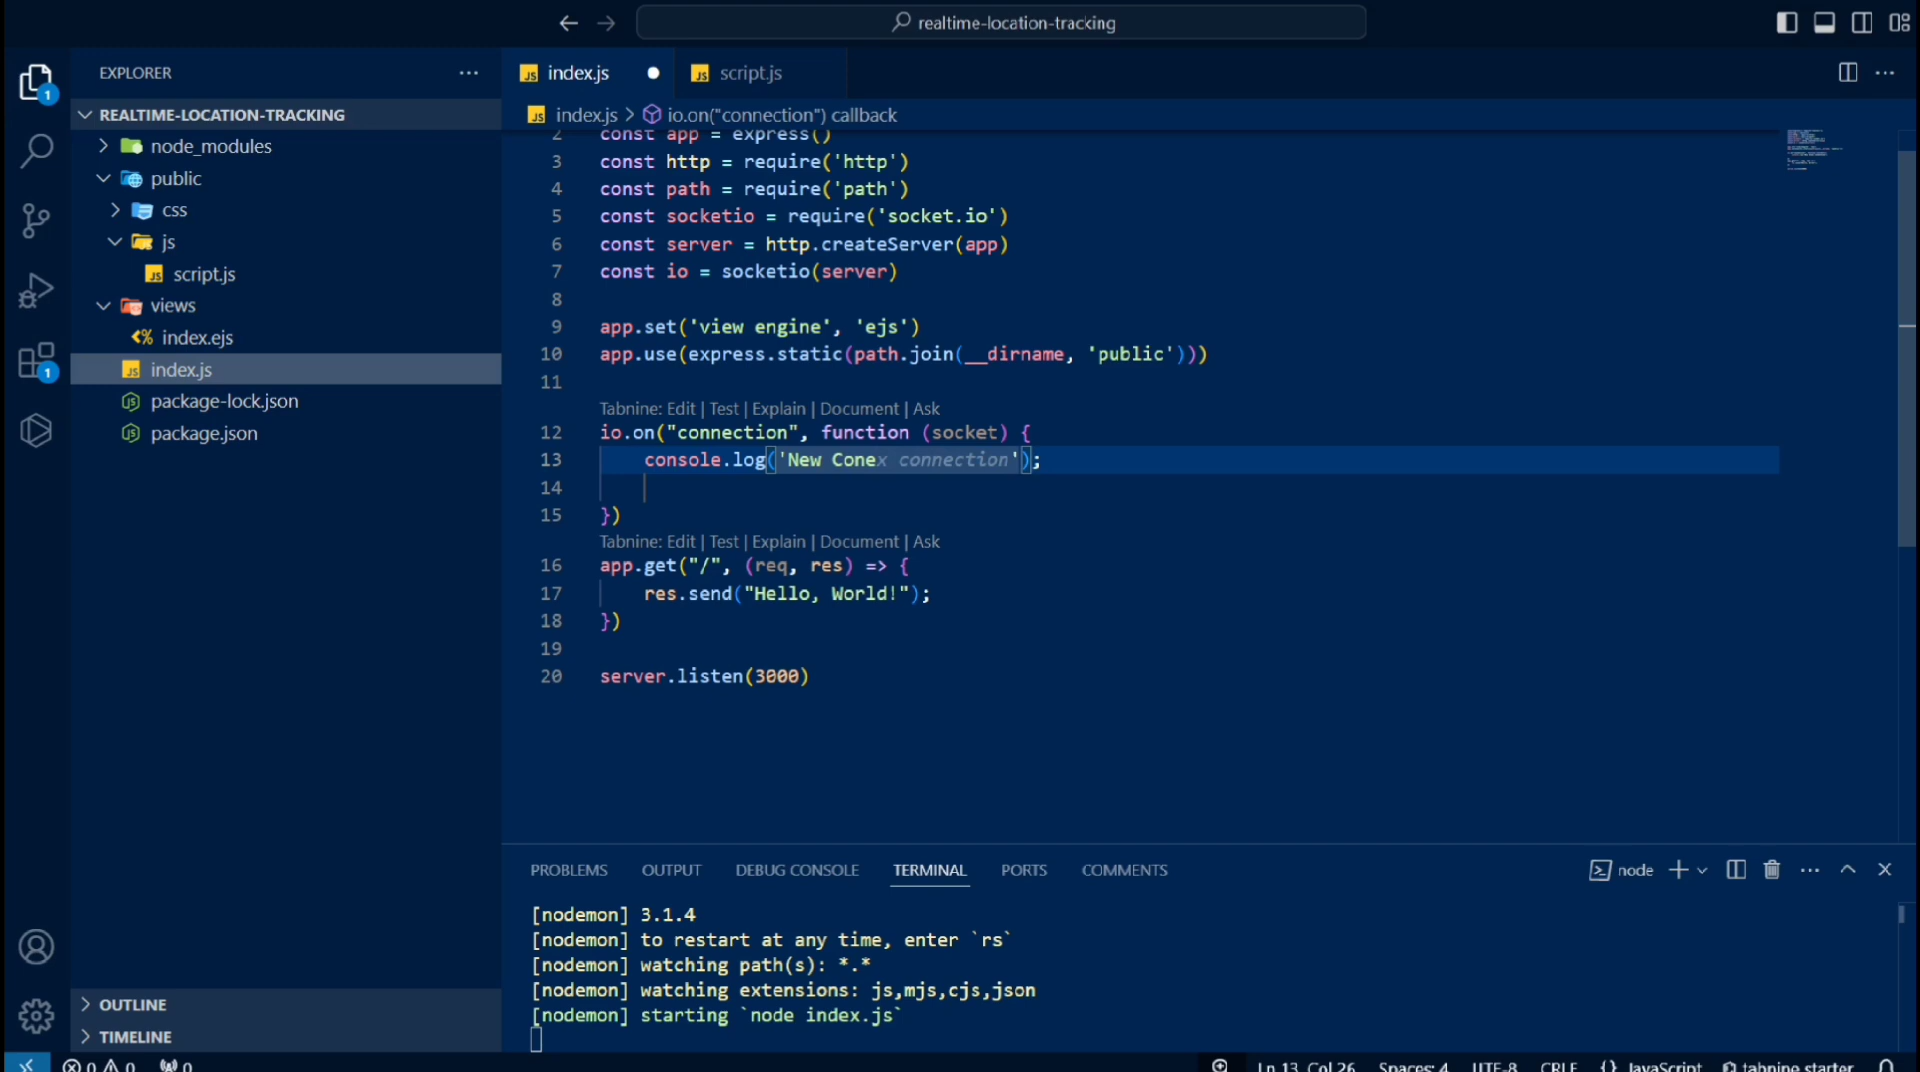 realtime-location-tracking
EXPLORER
index.js
script.js
1
REALTIME-LOCATION-TRACKING
index.js > io.on("connection") callback
node_modules
public
css
js
script.js
views
index.ejs
index.js
package-lock.json
package.json
1
2 const app = express()
3 const http = require('http')
4 const path = require('path')
5 const socketio = require('socket.io')
6 const server = http.createServer(app)
7 const io = socketio(server)
8
9 app.set('view engine', 'ejs')
10 app.use(express.static(path.join(__dirname, 'public')))
11
Tabnine: Edit | Test | Explain | Document | Ask
12 io.on("connection", function (socket) {
13 console.log('New Conex connection');
14
15 })
Tabnine: Edit | Test | Explain | Document | Ask
16 app.get("/", (req, res) => {
17 res.send("Hello, World!");
18 })
19
20 server.listen(3000)
PROBLEMS OUTPUT DEBUG CONSOLE TERMINAL PORTS COMMENTS
node
[nodemon] 3.1.4
[nodemon] to restart at any time, enter `rs`
[nodemon] watching path(s): *.*
[nodemon] watching extensions: js,mjs,cjs,json
[nodemon] starting `node index.js`
OUTLINE
TIMELINE
0 0 0 Ln 13, Col 26 Spaces: 4 UTF-8 CRLF {} JavaScript tabnine starter